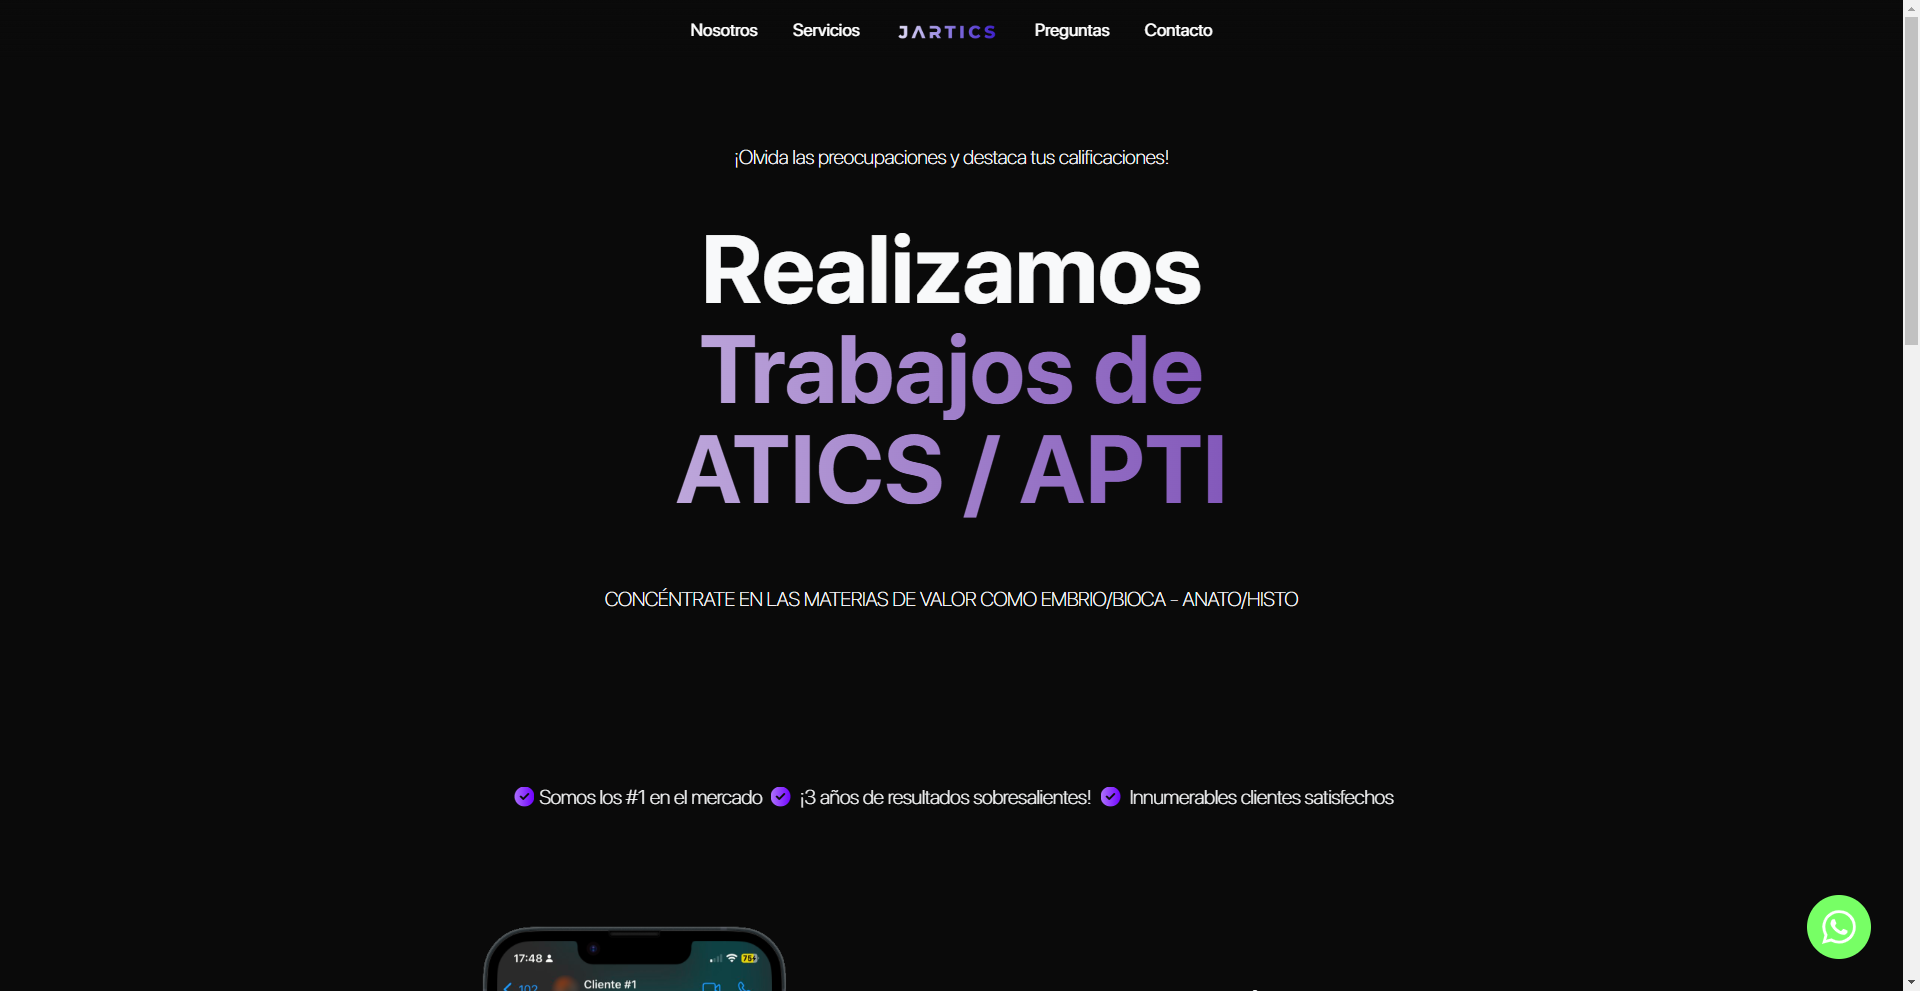 Nosotros Servicios JARTICS Preguntas Contacto
¡Olvida las preocupaciones y destaca tus calificaciones!
Realizamos
Trabajos de
ATICS / APTI
CONCÉNTRATE EN LAS MATERIAS DE VALOR COMO EMBRIO/BIOCA - ANATO/HISTO
Somos los #1 en el mercado ¡3 años de resultados sobresalientes! Innumerables clientes satisfechos
17:48 75+
102 Cliente #1